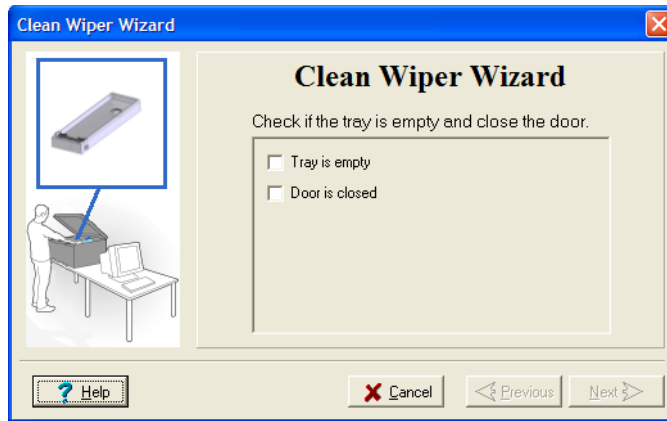 Clean Wiper Wizard
Clean Wiper Wizard
Check if the tray is empty and close the door.
Tray is empty
Door is closed
? Help
Cancel
Previous
Next